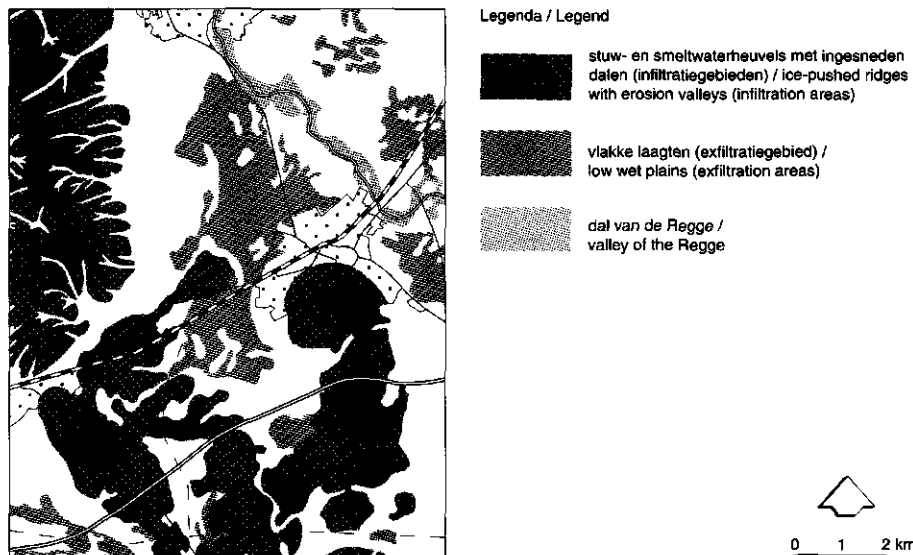 Legenda / Legend
stuw- en smeltwaterheuvels met ingesneden
dalen (infiltratiegebieden) / ice-pushed ridges
with erosion valleys (infiltration areas)
vlakke laagten (exfiltratiegebied) /
low wet plains (exfiltration areas)
dal van de Regge /
valley of the Regge
0 1 2 km